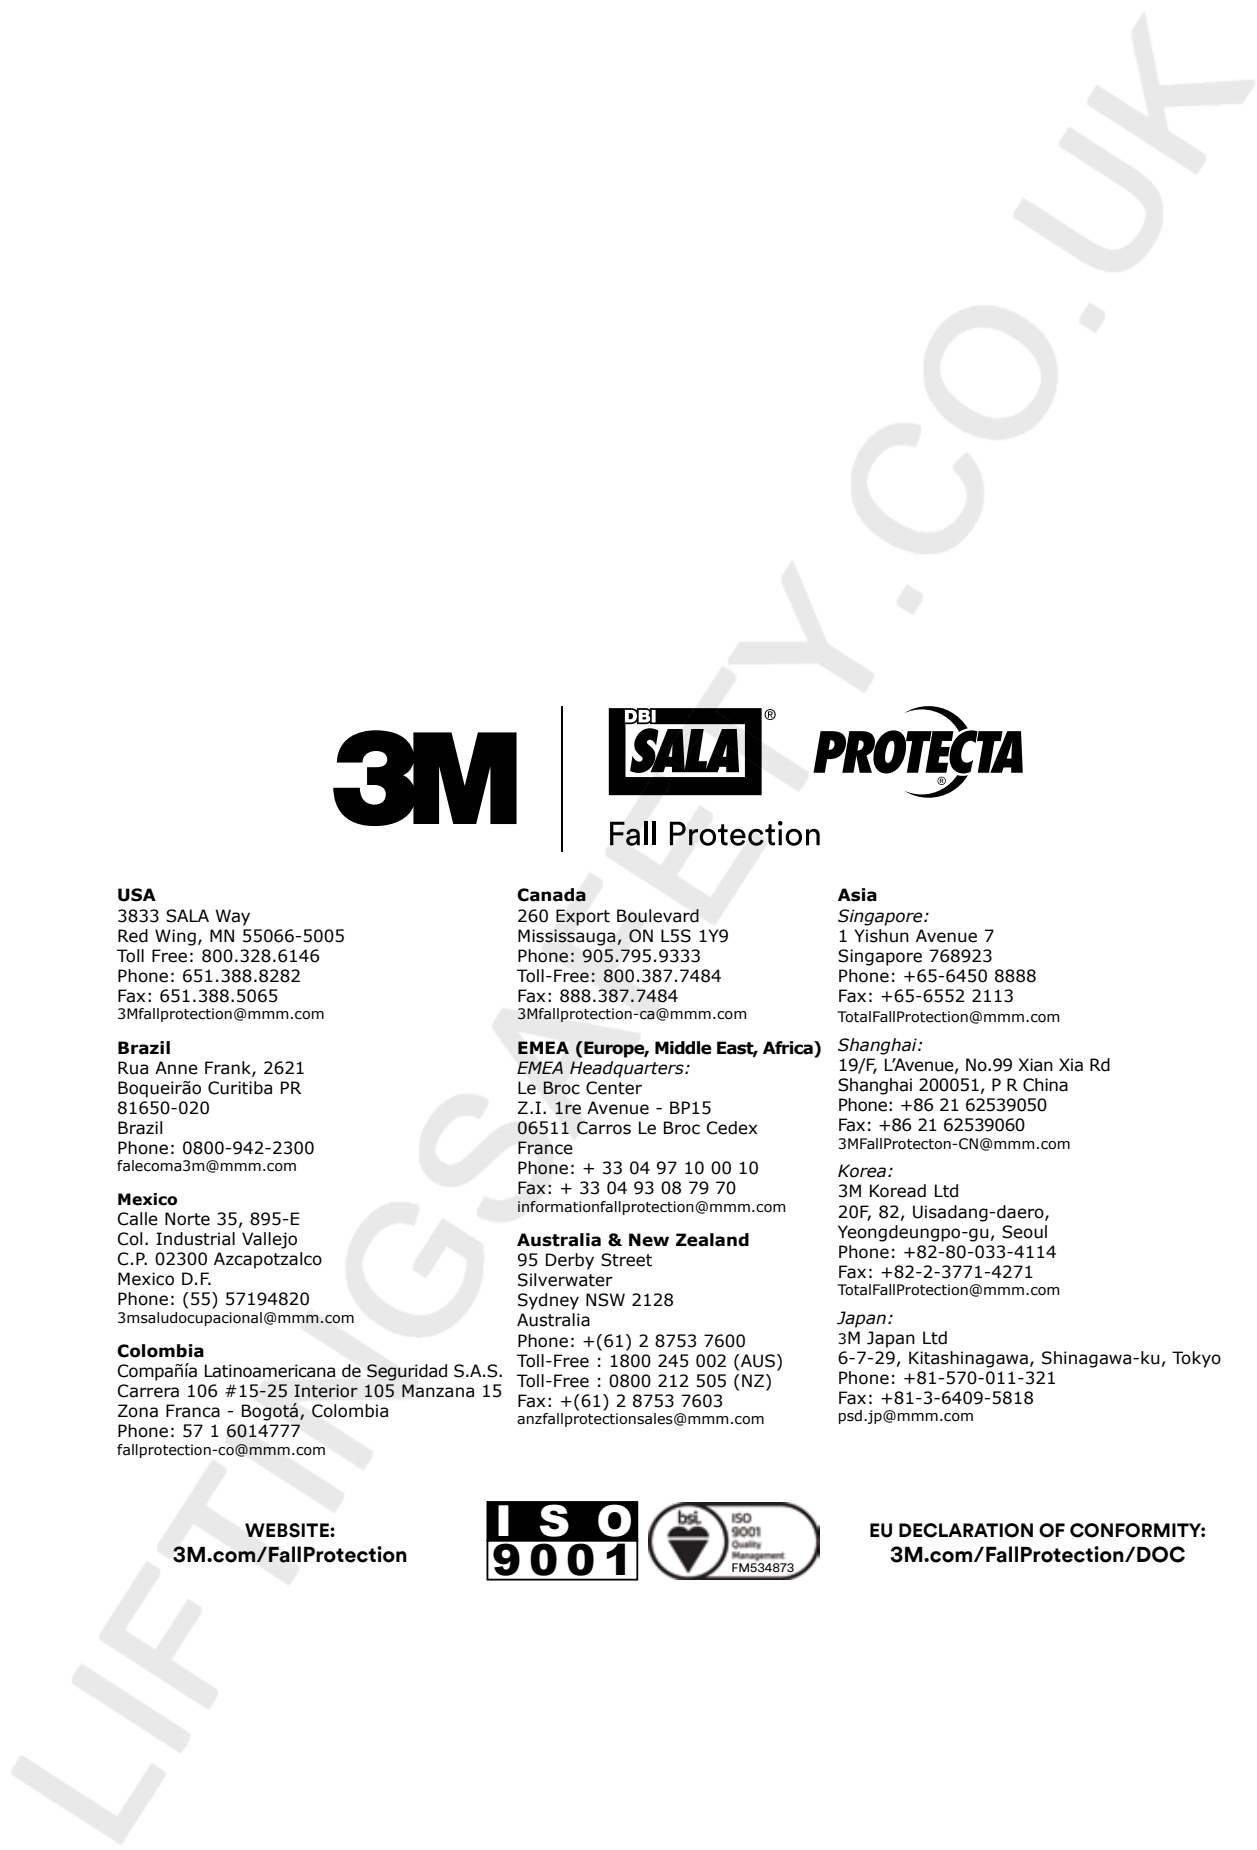 LIFTINGSAFETY.CO.UK
3M
DBI
SALA®
PROTECTA®
Fall Protection
USA
3833 SALA Way
Red Wing, MN 55066-5005
Toll Free: 800.328.6146
Phone: 651.388.8282
Fax: 651.388.5065
3Mfallprotection@mmm.com
Brazil
Rua Anne Frank, 2621
Boqueirão Curitiba PR
81650-020
Brazil
Phone: 0800-942-2300
falecoma3m@mmm.com
Mexico
Calle Norte 35, 895-E
Col. Industrial Vallejo
C.P. 02300 Azcapotzalco
Mexico D.F.
Phone: (55) 57194820
3msaludocupacional@mmm.com
Colombia
Compañía Latinoamericana de Seguridad S.A.S.
Carrera 106 #15-25 Interior 105 Manzana 15
Zona Franca - Bogotá, Colombia
Phone: 57 1 6014777
fallprotection-co@mmm.com
Canada
260 Export Boulevard
Mississauga, ON L5S 1Y9
Phone: 905.795.9333
Toll-Free: 800.387.7484
Fax: 888.387.7484
3Mfallprotection-ca@mmm.com
EMEA (Europe, Middle East, Africa)
EMEA Headquarters:
Le Broc Center
Z.I. 1re Avenue - BP15
06511 Carros Le Broc Cedex
France
Phone: + 33 04 97 10 00 10
Fax: + 33 04 93 08 79 70
informationfallprotection@mmm.com
Australia & New Zealand
95 Derby Street
Silverwater
Sydney NSW 2128
Australia
Phone: +(61) 2 8753 7600
Toll-Free : 1800 245 002 (AUS)
Toll-Free : 0800 212 505 (NZ)
Fax: +(61) 2 8753 7603
anzfallprotectionsales@mmm.com
Asia
Singapore:
1 Yishun Avenue 7
Singapore 768923
Phone: +65-6450 8888
Fax: +65-6552 2113
TotalFallProtection@mmm.com
Shanghai:
19/F, L’Avenue, No.99 Xian Xia Rd
Shanghai 200051, P R China
Phone: +86 21 62539050
Fax: +86 21 62539060
3MFallProtecton-CN@mmm.com
Korea:
3M Koread Ltd
20F, 82, Uisadang-daero,
Yeongdeungpo-gu, Seoul
Phone: +82-80-033-4114
Fax: +82-2-3771-4271
TotalFallProtection@mmm.com
Japan:
3M Japan Ltd
6-7-29, Kitashinagawa, Shinagawa-ku, Tokyo
Phone: +81-570-011-321
Fax: +81-3-6409-5818
psd.jp@mmm.com
WEBSITE:
3M.com/FallProtection
ISO
9001
bsi.
ISO
9001
Quality
Management
FM534873
EU DECLARATION OF CONFORMITY:
3M.com/FallProtection/DOC